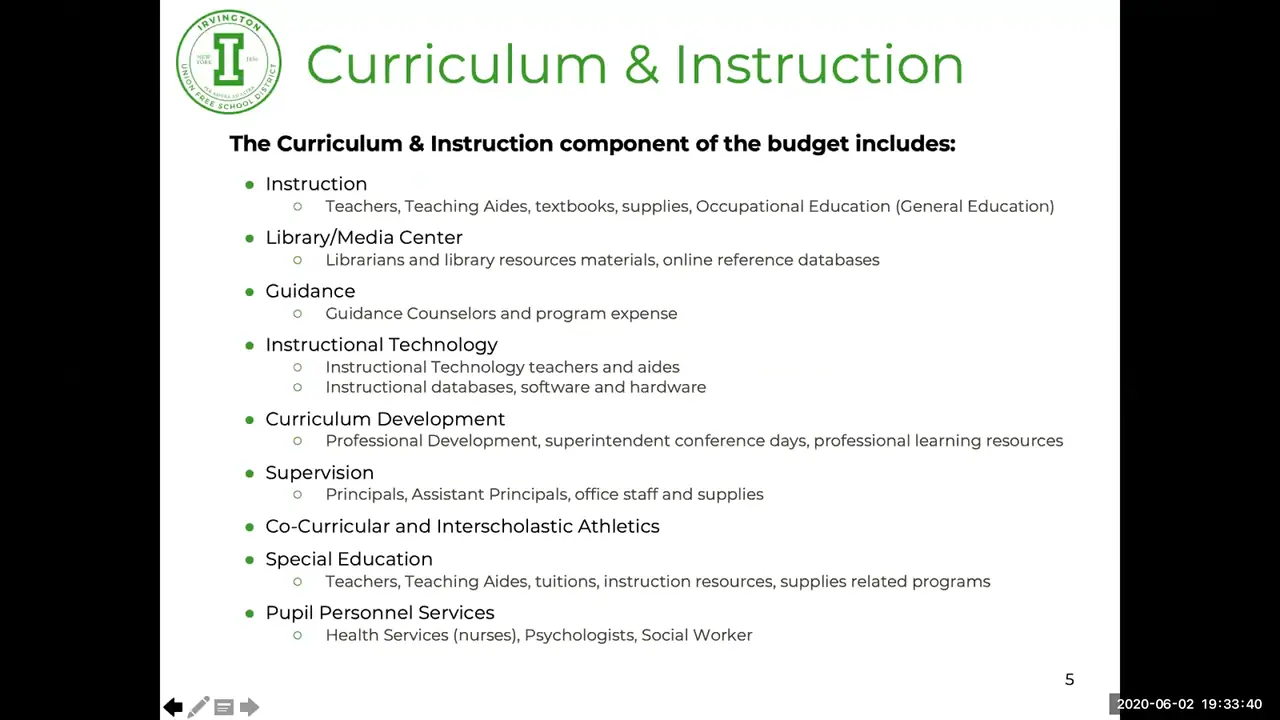 IRVINGTON
NEW YORK
I
UNION FREE SCHOOL DISTRICT
Curriculum & Instruction
The Curriculum & Instruction component of the budget includes:
Instruction
Teachers, Teaching Aides, textbooks, supplies, Occupational Education (General Education)
Library/Media Center
Librarians and library resources materials, online reference databases
Guidance
Guidance Counselors and program expense
Instructional Technology
Instructional Technology teachers and aides
Instructional databases, software and hardware
Curriculum Development
Professional Development, superintendent conference days, professional learning resources
Supervision
Principals, Assistant Principals, office staff and supplies
Co-Curricular and Interscholastic Athletics
Special Education
Teachers, Teaching Aides, tuitions, instruction resources, supplies related programs
Pupil Personnel Services
Health Services (nurses), Psychologists, Social Worker
5
2020-06-02 19:33:40